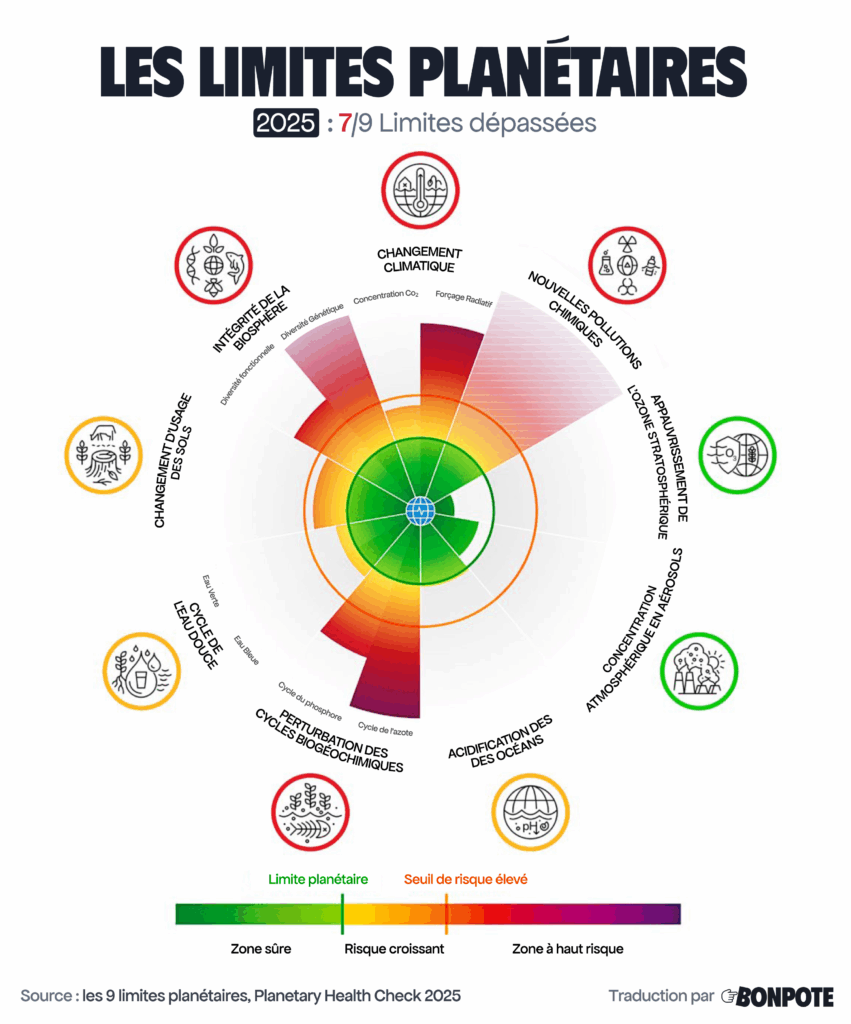 LES LIMITES PLANÉTAIRES
2025 : 7/9 Limites dépassées
CHANGEMENT
CLIMATIQUE
Concentration Co₂
Forçage Radiatif
NOUVELLES POLLUTIONS
CHIMIQUES
APPAUVRISSEMENT DE
L'OZONE STRATOSPHÉRIQUE
O₃
CONCENTRATION
ATMOSPHÉRIQUE EN AÉROSOLS
ACIDIFICATION DES
DES OCÉANS
pH
PERTURBATION DES
CYCLES BIOGÉOCHIMIQUES
Cycle du phosphore
Cycle de l'azote
CYCLE DE
L'EAU DOUCE
Eau Verte
Eau Bleue
CHANGEMENT D'USAGE
DES SOLS
INTÉGRITÉ DE LA
BIOSPHÈRE
Diversité fonctionnelle
Diversité Génétique
Limite planétaire
Seuil de risque élevé
Zone sûre
Risque croissant
Zone à haut risque
Source : les 9 limites planétaires, Planetary Health Check 2025
Traduction par BONPOTE